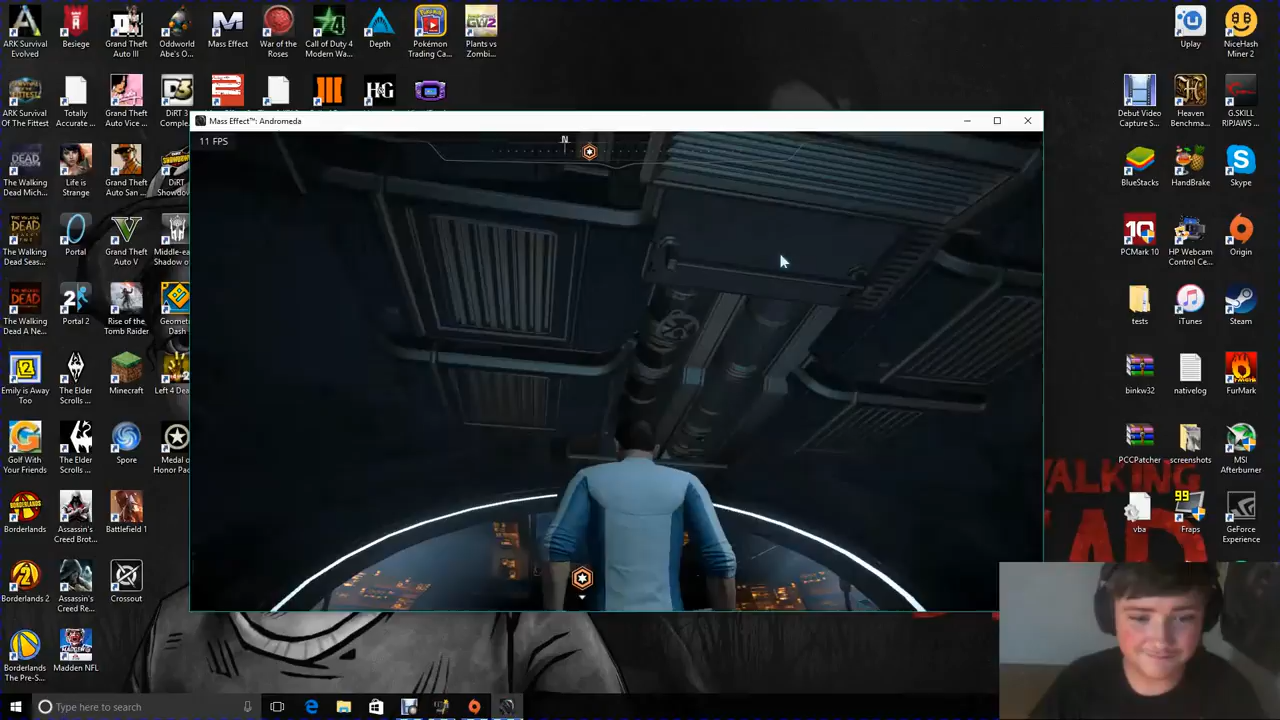 ARK Survival
Evolved
Besiege
Grand Theft
Auto III
Oddworld
Abe's O...
Mass Effect
War of the
Roses
Call of Duty 4
Modern Wa...
Depth
Pokémon
Trading Ca...
Plants vs
Zombi...
Uplay
NiceHash
Miner 2
ARK Survival
Of The Fittest
Totally
Accurate ...
Grand Theft
Auto Vice ...
DiRT 3
Comple...
Debut Video
Capture S...
Heaven
Benchma...
G.SKILL
RIPJAWS ...
Mass Effect™: Andromeda
11 FPS
N
The Walking
Dead Mich...
Life is
Strange
Grand Theft
Auto San ...
DiRT
Showdo...
BlueStacks
HandBrake
Skype
The Walking
Dead Seas...
Portal
Grand Theft
Auto V
Middle-ea
Shadow o
PCMark 10
HP Webcam
Control Ce...
Origin
The Walking
Dead A Ne...
Portal 2
Rise of the
Tomb Raider
Geomet
Dash
tests
iTunes
Steam
Emily is Away
Too
The Elder
Scrolls ...
Minecraft
Left 4 Dea
binkw32
nativelog
FurMark
Golf With
Your Friends
The Elder
Scrolls ...
Spore
Medal o
Honor Pac
PCCPatcher
screenshots
MSI
Afterburner
WALKING
Borderlands
Assassin's
Creed Bro...
Battlefield 1
vba
Fraps
GeForce
Experience
Borderlands 2
Assassin's
Creed Re...
Crossout
Borderlands
The Pre-S...
Madden NFL
Type here to search